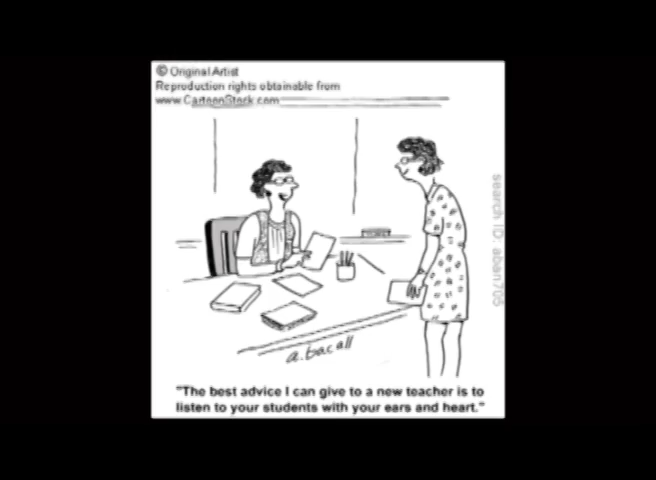 © Original Artist
Reproduction rights obtainable from
www.CartoonStock.com
search ID: aban705
a. bacall
"The best advice I can give to a new teacher is to
listen to your students with your ears and heart."